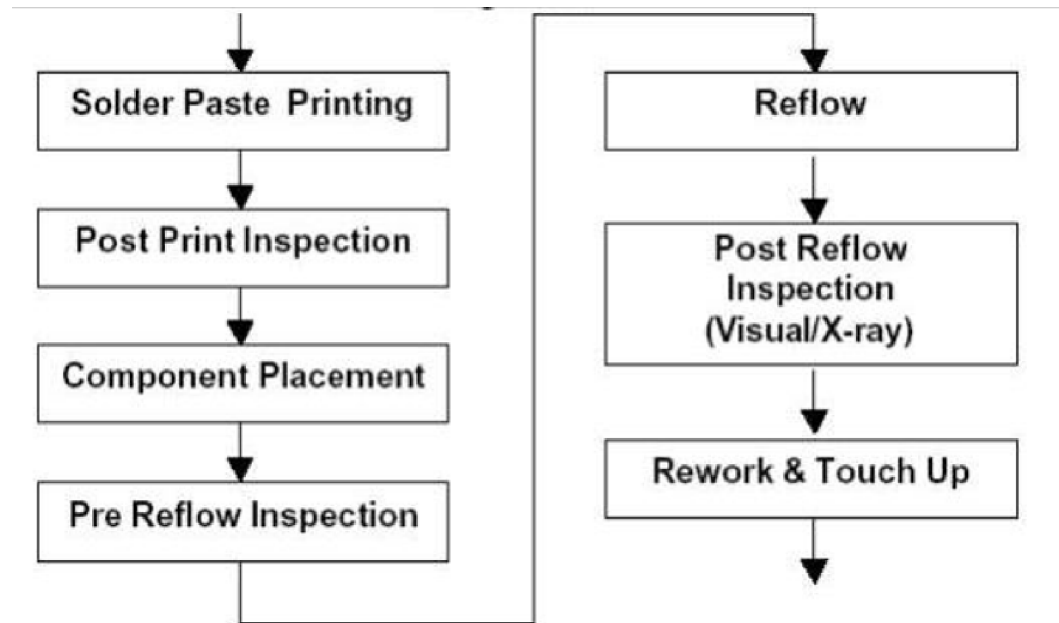 Solder Paste Printing
Post Print Inspection
Component Placement
Pre Reflow Inspection
Reflow
Post Reflow
Inspection
(Visual/X-ray)
Rework & Touch Up